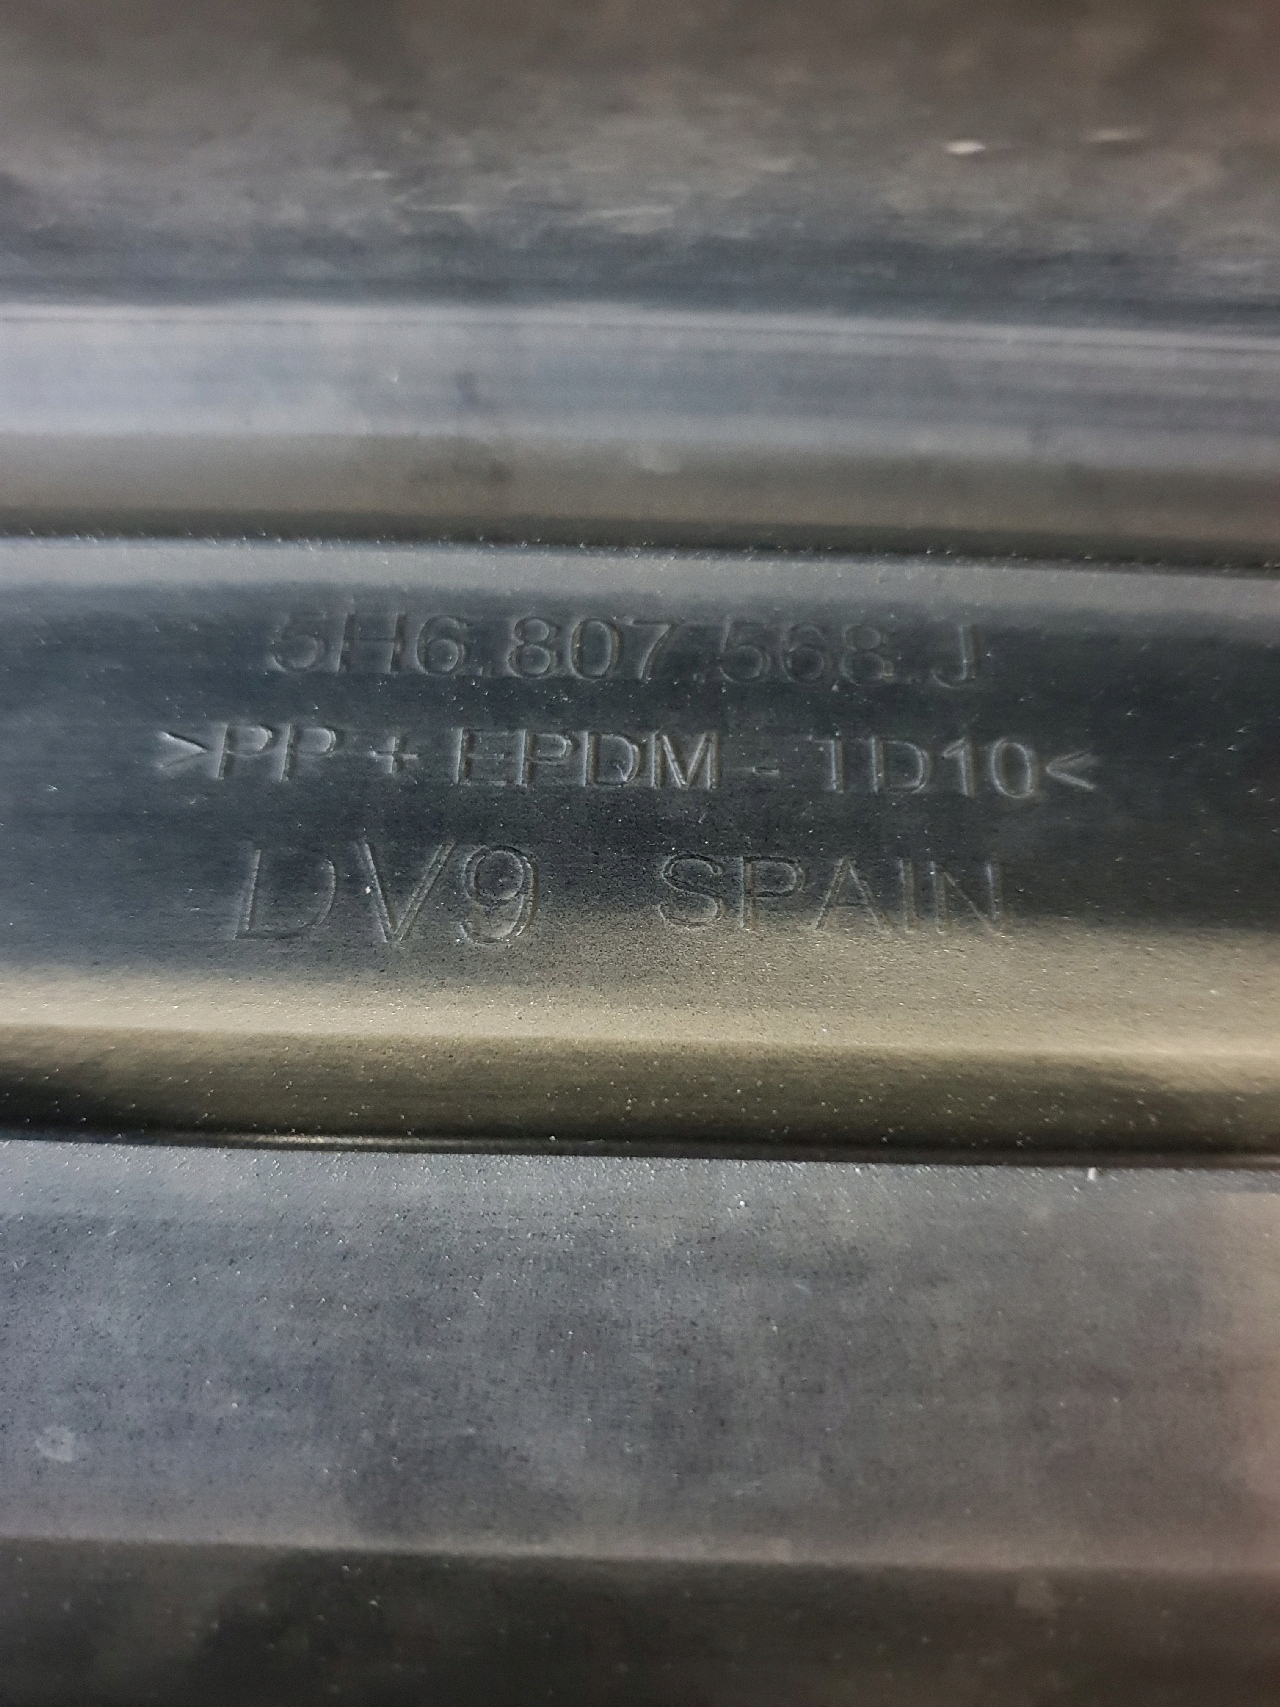 5H6.807.568.J
>PP + EPDM - TD10<
DV9 SPAIN